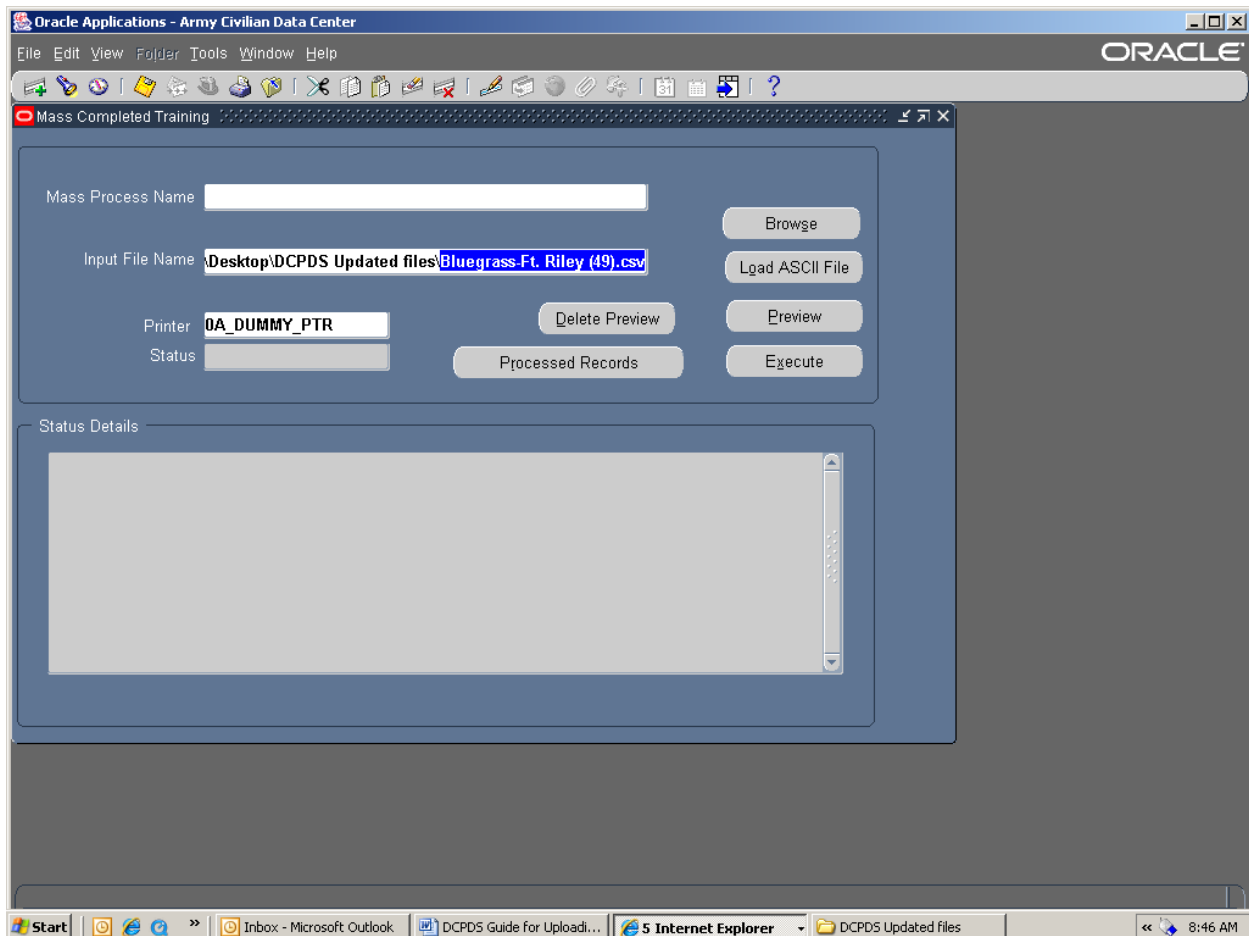 Oracle Applications - Army Civilian Data Center
File Edit View Folder Tools Window Help
ORACLE
Mass Completed Training
Mass Process Name
Browse
Input File Name \Desktop\DCPDS Updated files\Bluegrass-Ft. Riley (49).csv
Load ASCII File
Printer 0A_DUMMY_PTR
Delete Preview
Preview
Status
Processed Records
Execute
Status Details
Start
Inbox - Microsoft Outlook
DCPDS Guide for Uploadi...
5 Internet Explorer
DCPDS Updated files
8:46 AM